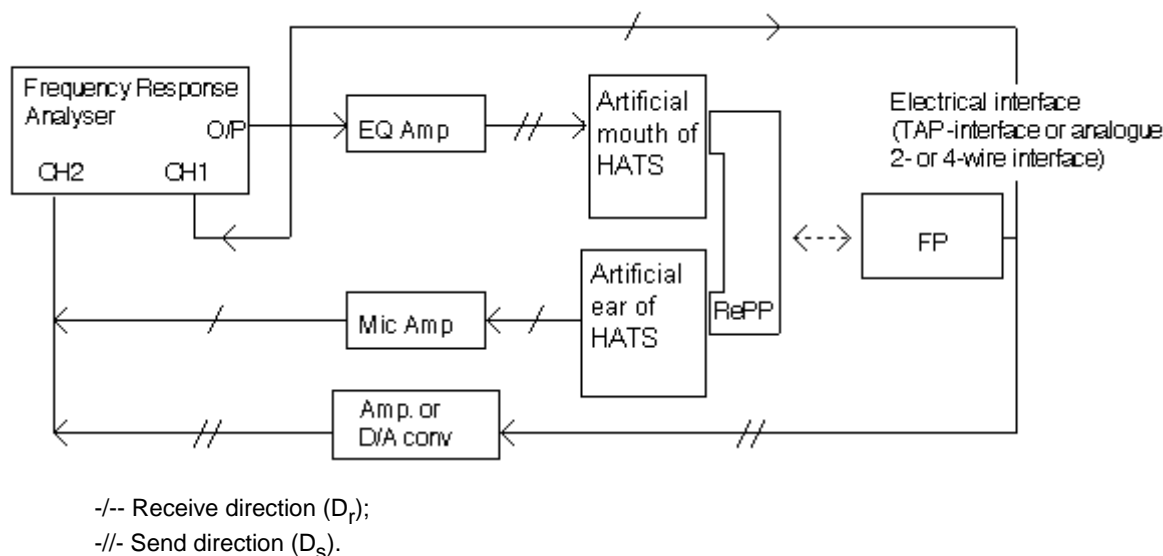 Frequency Response
Analyser
O/P
CH2
CH1
EQ Amp
Artificial
mouth of
HATS
Electrical interface
(TAP-interface or analogue
2- or 4-wire interface)
FP
Artificial
ear of
HATS
RePP
Mic Amp
Amp. or
D/A conv
-/-- Receive direction (Dr);
-//- Send direction (Ds).